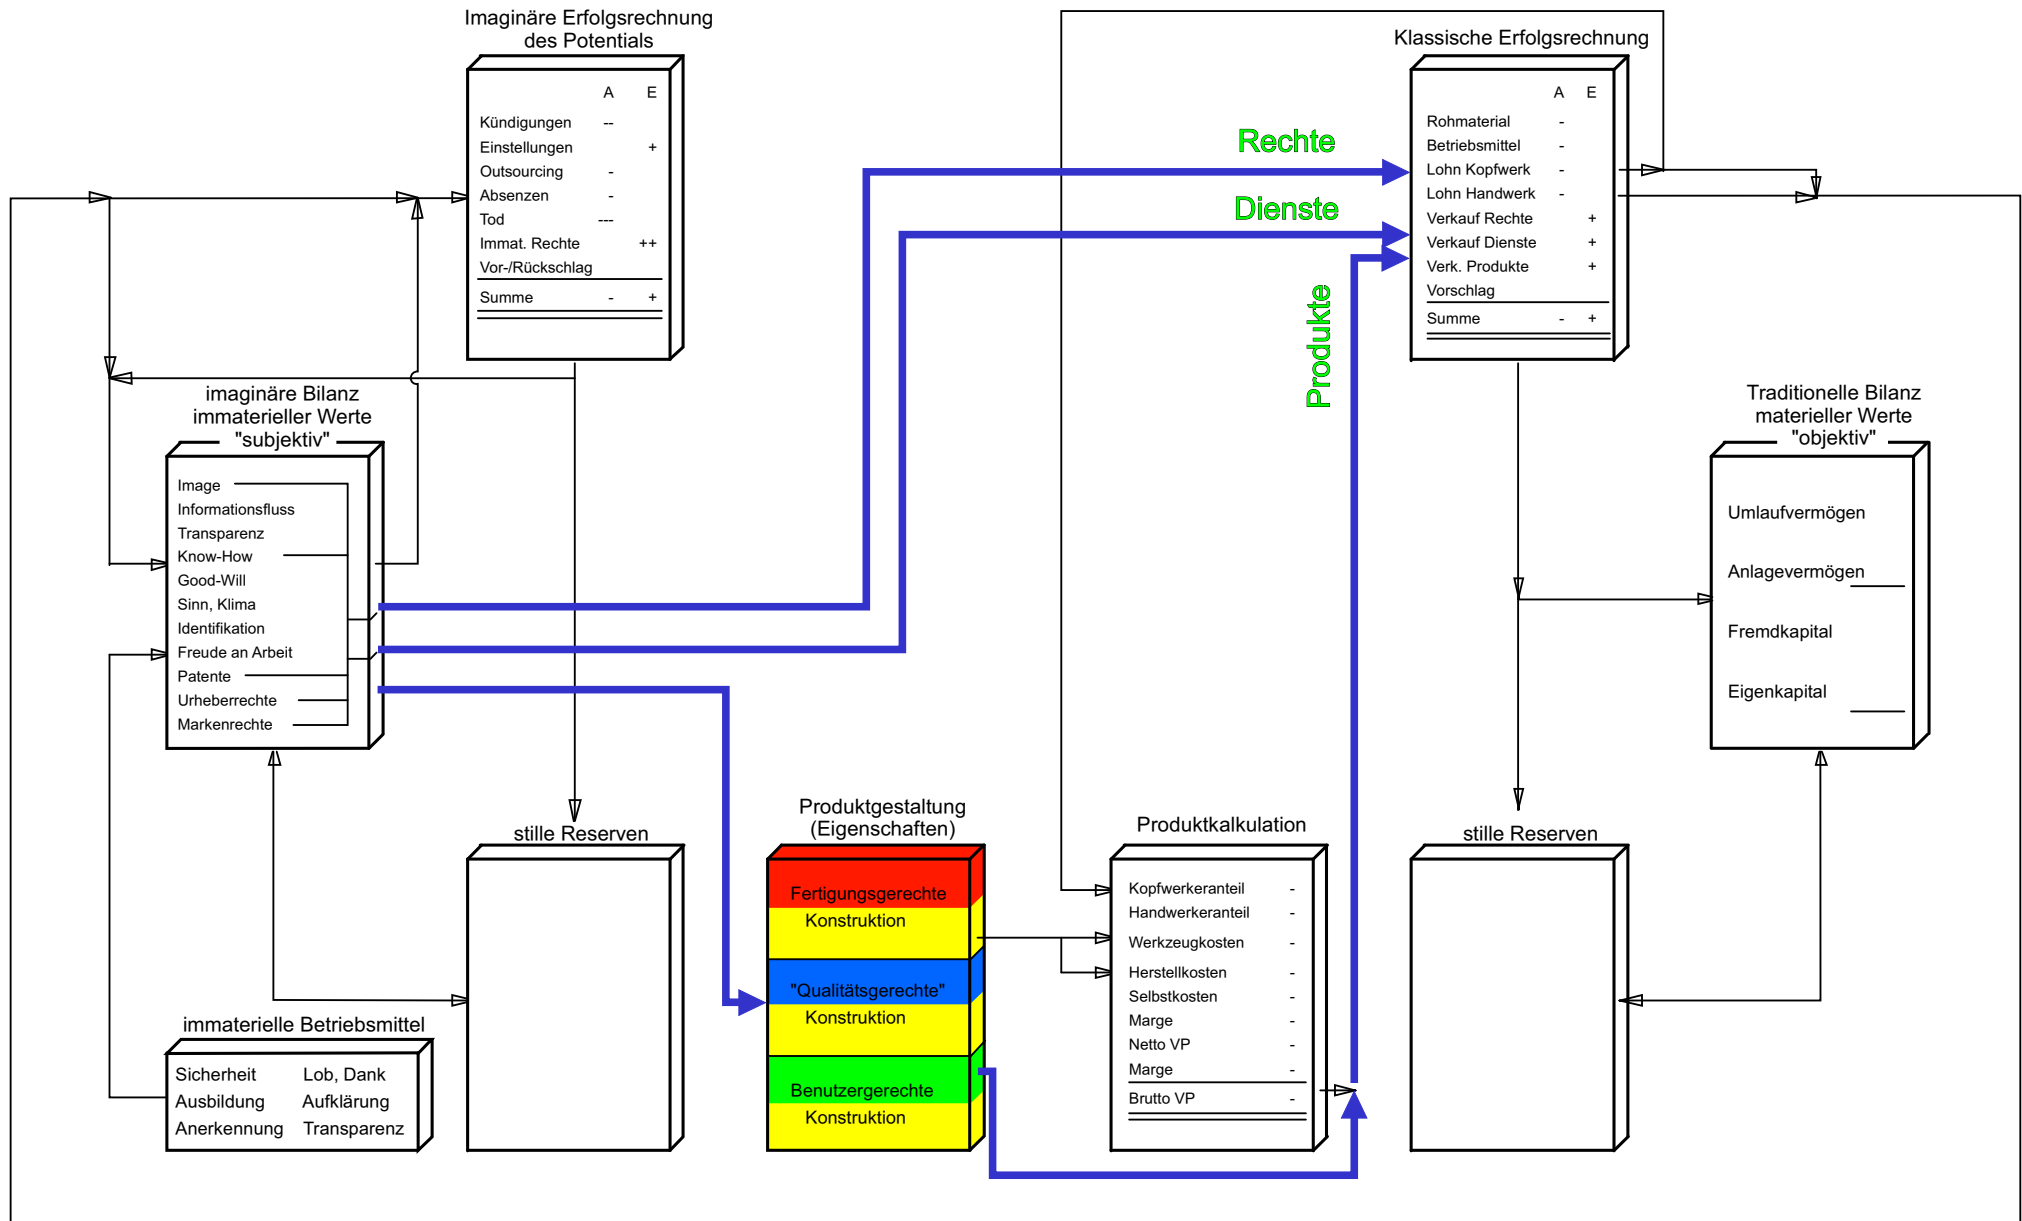 Imaginäre Erfolgsrechnung
des Potentials
A E
Kündigungen --
Einstellungen +
Outsourcing -
Absenzen -
Tod ---
Immat. Rechte ++
Vor-/Rückschlag
Summe - +
Klassische Erfolgsrechnung
A E
Rohmaterial -
Betriebsmittel -
Lohn Kopfwerk -
Lohn Handwerk -
Verkauf Rechte +
Verkauf Dienste +
Verk. Produkte +
Vorschlag
Summe - +
Rechte
Dienste
Produkte
imaginäre Bilanz
immaterieller Werte
"subjektiv"
Image
Informationsfluss
Transparenz
Know-How
Good-Will
Sinn, Klima
Identifikation
Freude an Arbeit
Patente
Urheberrechte
Markenrechte
Traditionelle Bilanz
materieller Werte
"objektiv"
Umlaufvermögen
Anlagevermögen
Fremdkapital
Eigenkapital
immaterielle Betriebsmittel
Sicherheit Lob, Dank
Ausbildung Aufklärung
Anerkennung Transparenz
stille Reserven
Produktgestaltung
(Eigenschaften)
Fertigungsgerechte
Konstruktion
"Qualitätsgerechte"
Konstruktion
Benutzergerechte
Konstruktion
Produktkalkulation
Kopfwerkeranteil -
Handwerkeranteil -
Werkzeugkosten -
Herstellkosten -
Selbstkosten -
Marge -
Netto VP -
Marge -
Brutto VP -
stille Reserven